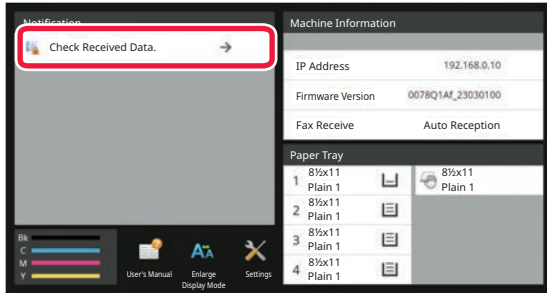 Notification
Check Received Data.
Machine Information
IP Address 192.168.0.10
Firmware Version 0078Q1Af_23030100
Fax Receive Auto Reception
Paper Tray
1 8½x11
Plain 1
8½x11
Plain 1
2 8½x11
Plain 1
3 8½x11
Plain 1
4 8½x11
Plain 1
Bk
C
M
Y
User's Manual
Enlarge
Display Mode
Settings